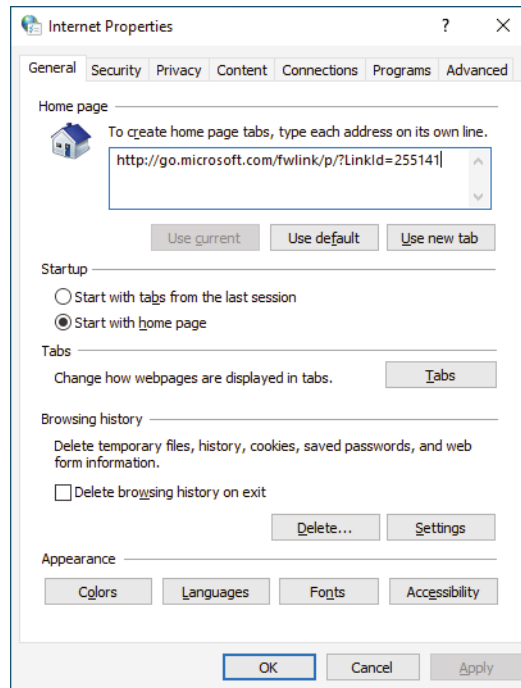 Internet Properties ? ×
General Security Privacy Content Connections Programs Advanced
Home page
To create home page tabs, type each address on its own line.
http://go.microsoft.com/fwlink/p/?LinkId=255141
Use current Use default Use new tab
Startup
Start with tabs from the last session
Start with home page
Tabs
Change how webpages are displayed in tabs. Tabs
Browsing history
Delete temporary files, history, cookies, saved passwords, and web
form information.
Delete browsing history on exit
Delete... Settings
Appearance
Colors Languages Fonts Accessibility
OK Cancel Apply